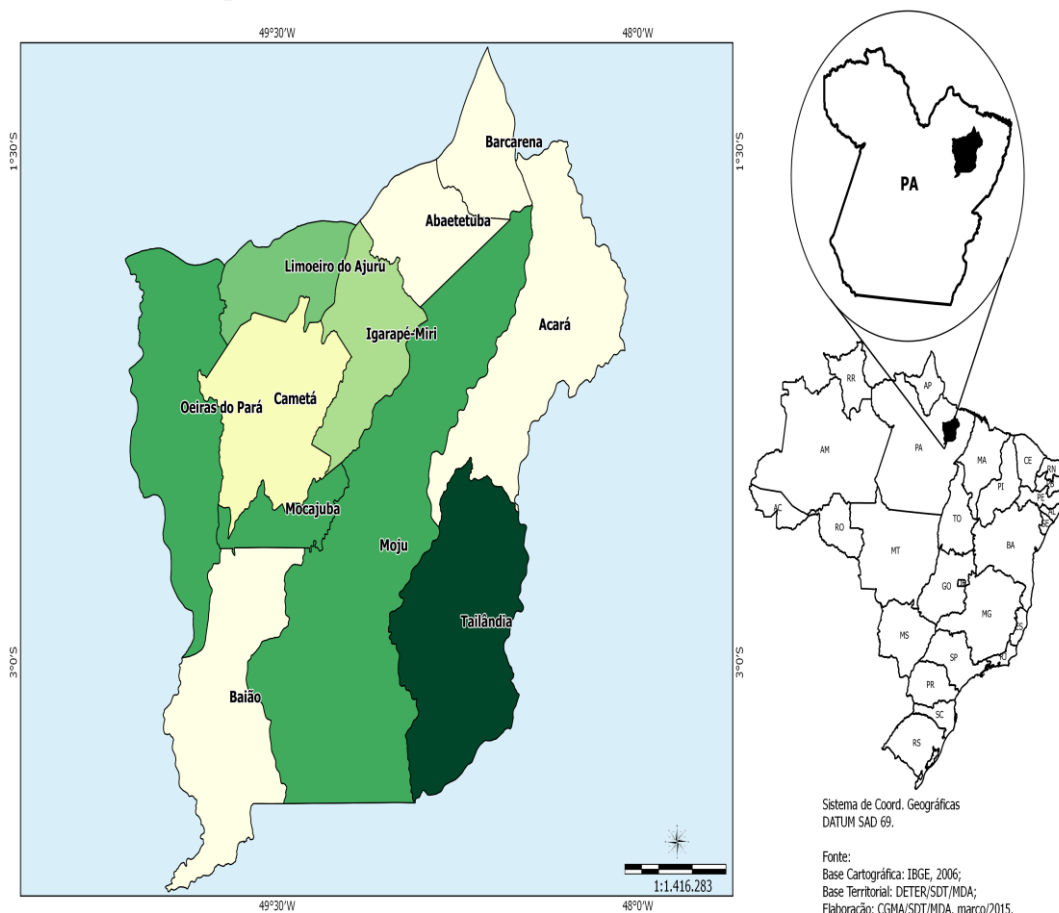 49°30'W
48°0'W
1°30'S
1°30'S
Barcarena
Abaetetuba
Limoeiro do Ajuru
Igarapé-Miri
Acará
Oeiras do Pará
Cametá
Mocajuba
Moju
Tailândia
Baião
3°0'S
3°0'S
1:1.416.283
49°30'W
48°0'W
PA
RR
AP
AM
PA
MA
CE
RN
PI
PE
AL
SE
AC
RO
TO
BA
MT
GO
MG
ES
MS
SP
RJ
PR
SC
RS
Sistema de Coord. Geográficas
DATUM SAD 69.
Fonte:
Base Cartográfica: IBGE, 2006;
Base Territorial: DETER/SDT/MDA;
Elaboração: CGMA/SDT/MDA, março/2015.